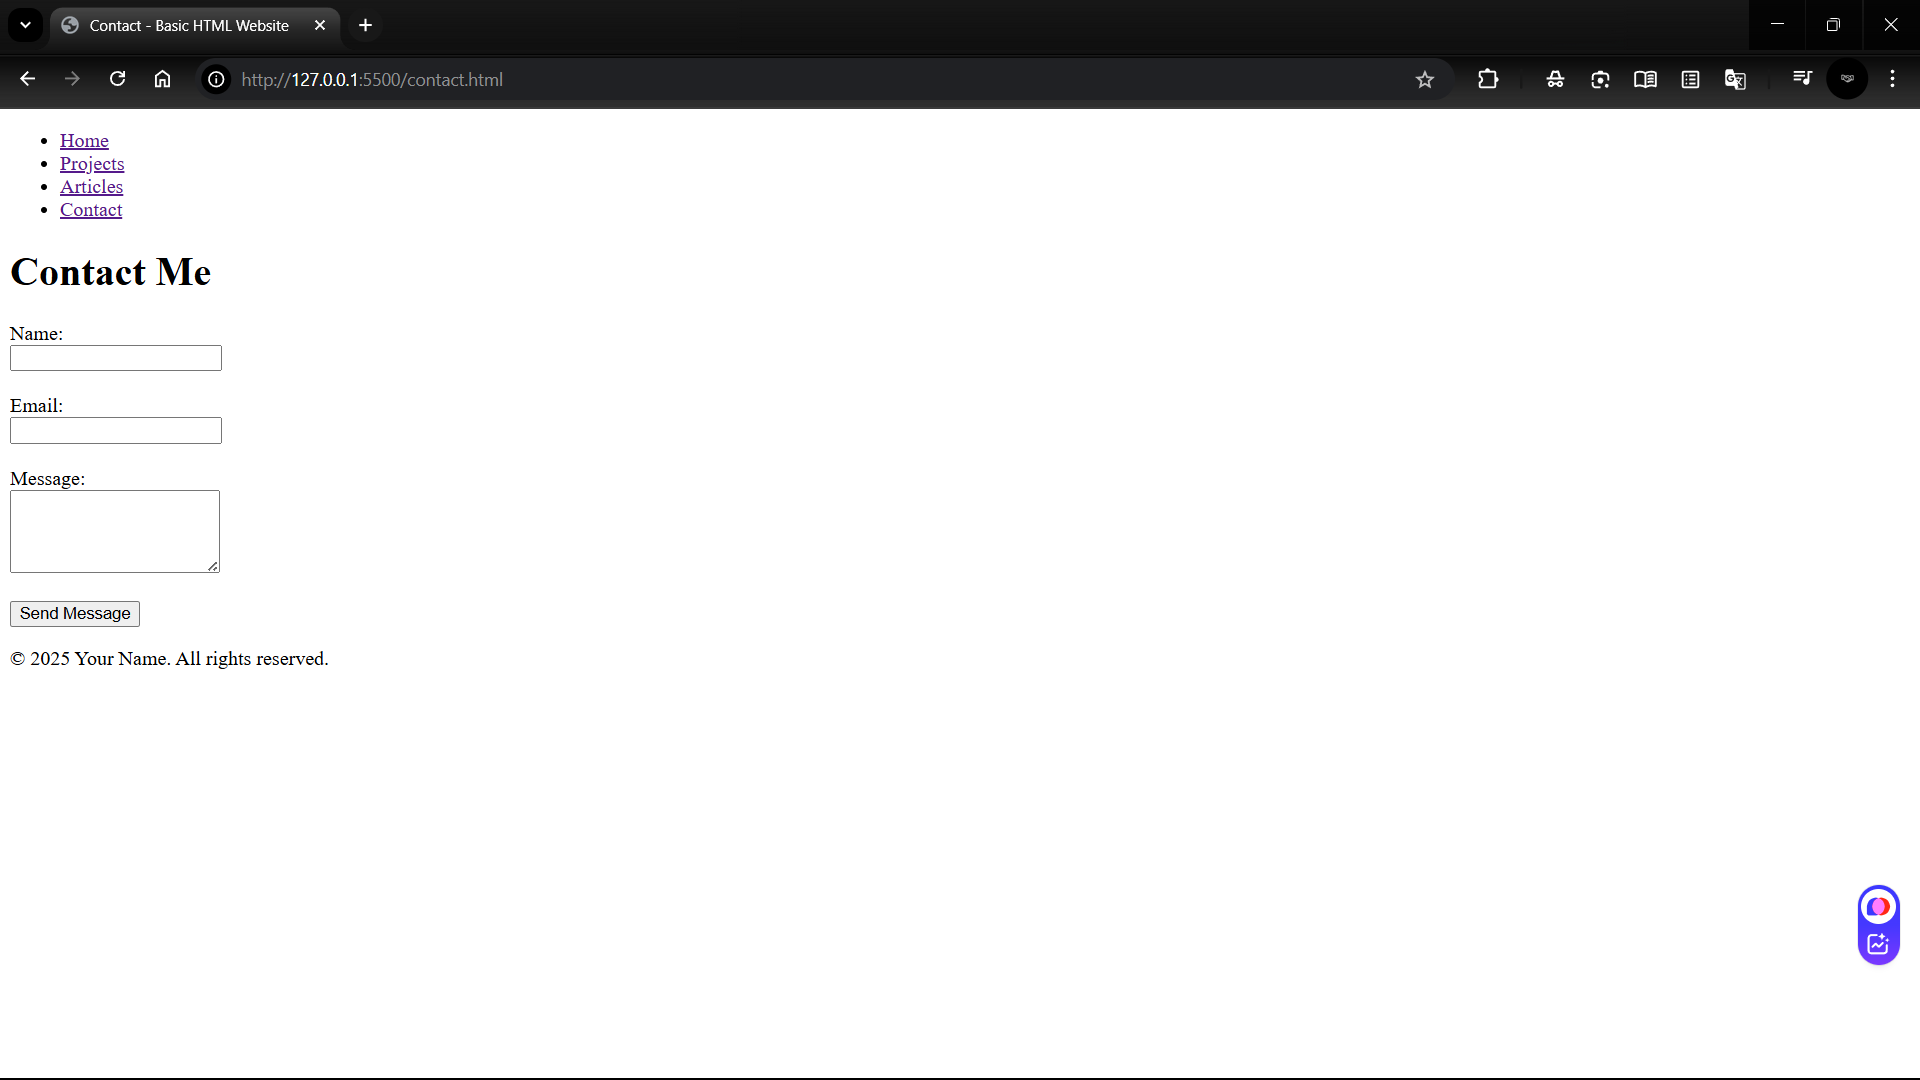 Contact - Basic HTML Website
http://127.0.0.1:5500/contact.html
Home
Projects
Articles
Contact
Contact Me
Name:
Email:
Message:
Send Message
© 2025 Your Name. All rights reserved.